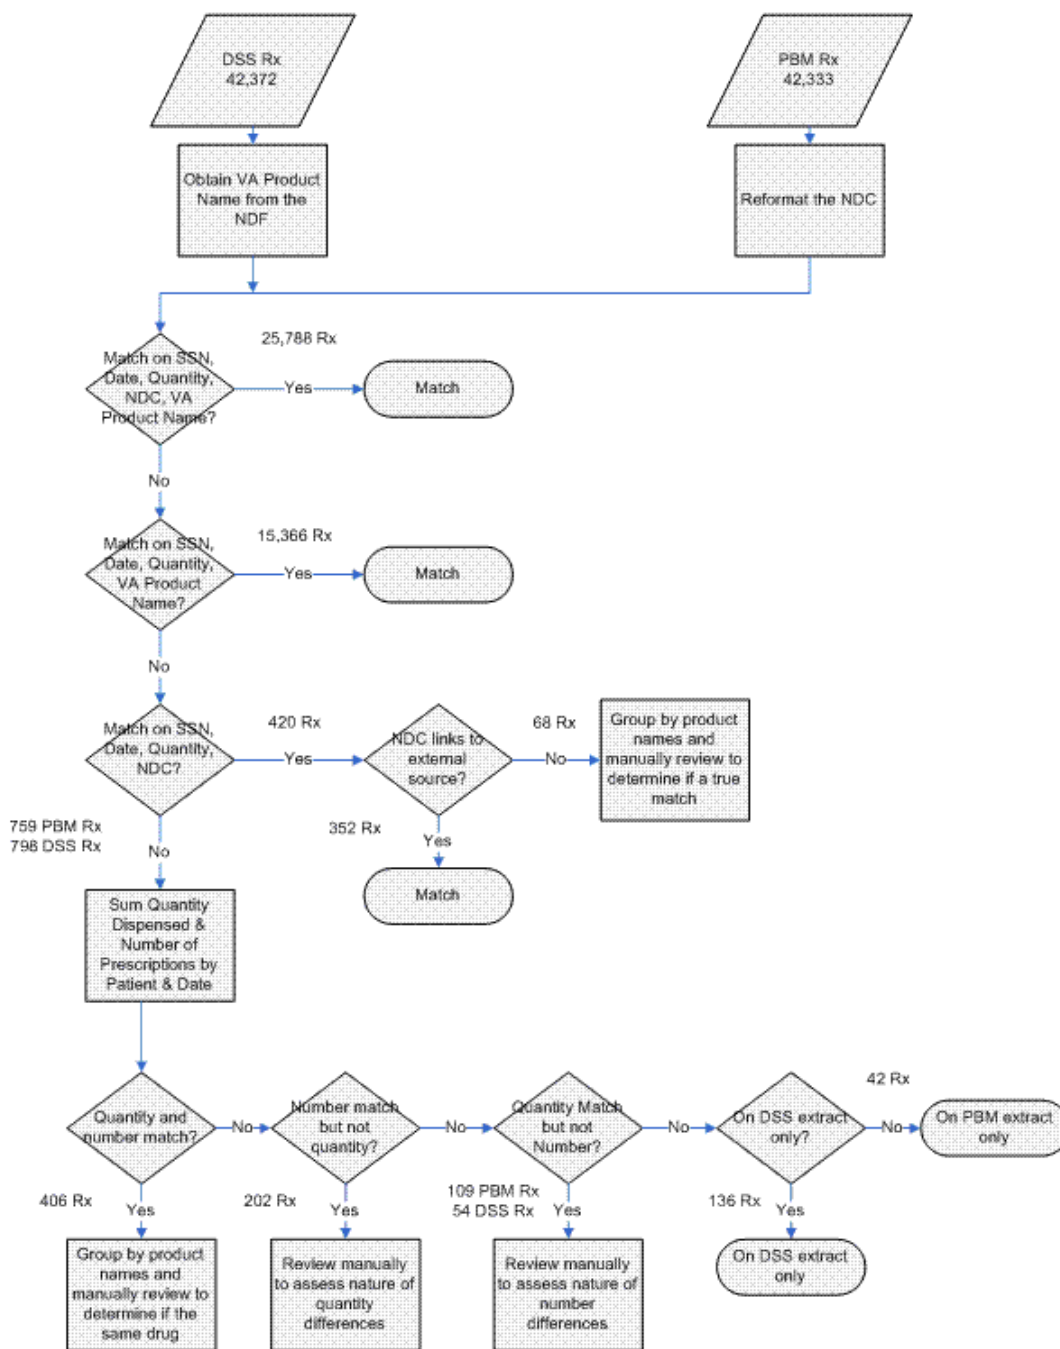 DSS Rx
42,372
PBM Rx
42,333
Obtain VA Product
Name from the
NDF
Reformat the NDC
25,788 Rx
Match on SSN,
Date, Quantity,
NDC, VA
Product Name?
Yes
Match
No
15,366 Rx
Match on SSN,
Date, Quantity,
VA Product
Name?
Yes
Match
No
420 Rx
Match on SSN,
Date, Quantity,
NDC?
Yes
NDC links to
external
source?
68 Rx
No
Group by product
names and
manually review to
determine if a true
match
759 PBM Rx
798 DSS Rx
No
352 Rx
Yes
Match
Sum Quantity
Dispensed &
Number of
Prescriptions by
Patient & Date
Quantity and
number match?
No
Number match
but not
quantity?
No
Quantity Match
but not
Number?
No
On DSS extract
only?
42 Rx
No
On PBM extract
only
406 Rx
Yes
202 Rx
Yes
109 PBM Rx
54 DSS Rx
Yes
136 Rx
Yes
Group by product
names and
manually review to
determine if the
same drug
Review manually
to assess nature of
quantity
differences
Review manually
to assess nature of
number
differences
On DSS extract
only